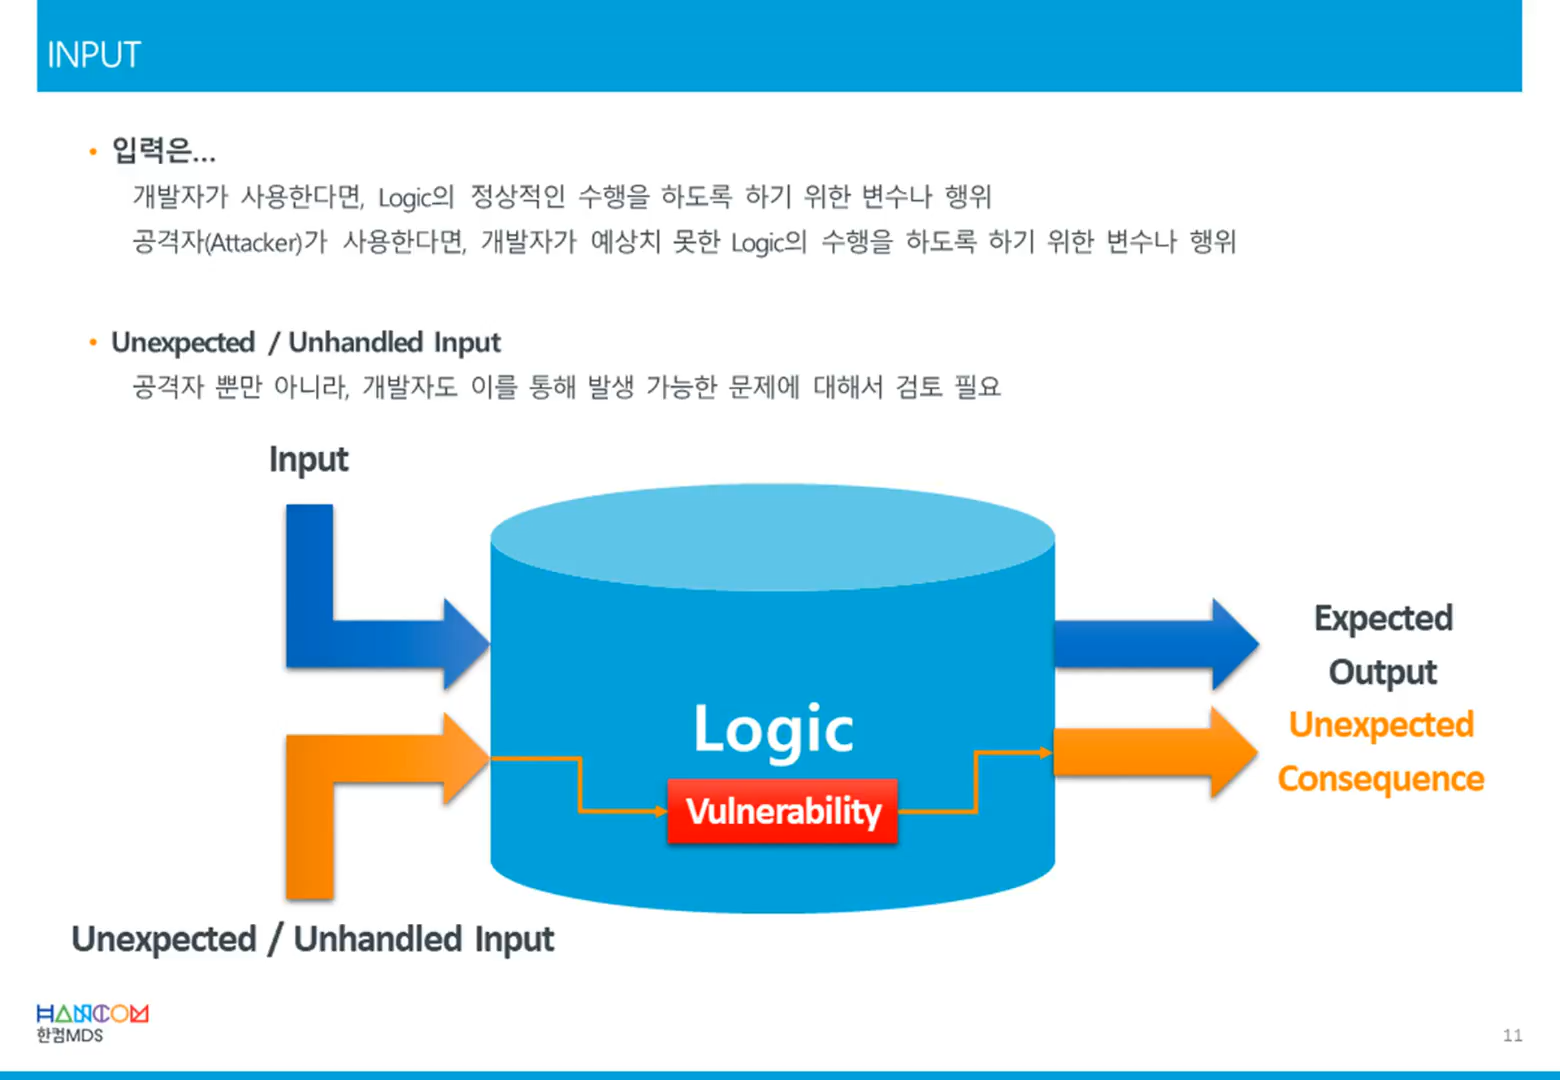 INPUT
• 입력은...
개발자가 사용한다면, Logic의 정상적인 수행을 하도록 하기 위한 변수나 행위
공격자(Attacker)가 사용한다면, 개발자가 예상치 못한 Logic의 수행을 하도록 하기 위한 변수나 행위
• Unexpected / Unhandled Input
공격자 뿐만 아니라, 개발자도 이를 통해 발생 가능한 문제에 대해서 검토 필요
Input
Expected
Output
Logic
Unexpected
Consequence
Vulnerability
Unexpected / Unhandled Input
HANCOM
한컴MDS
11